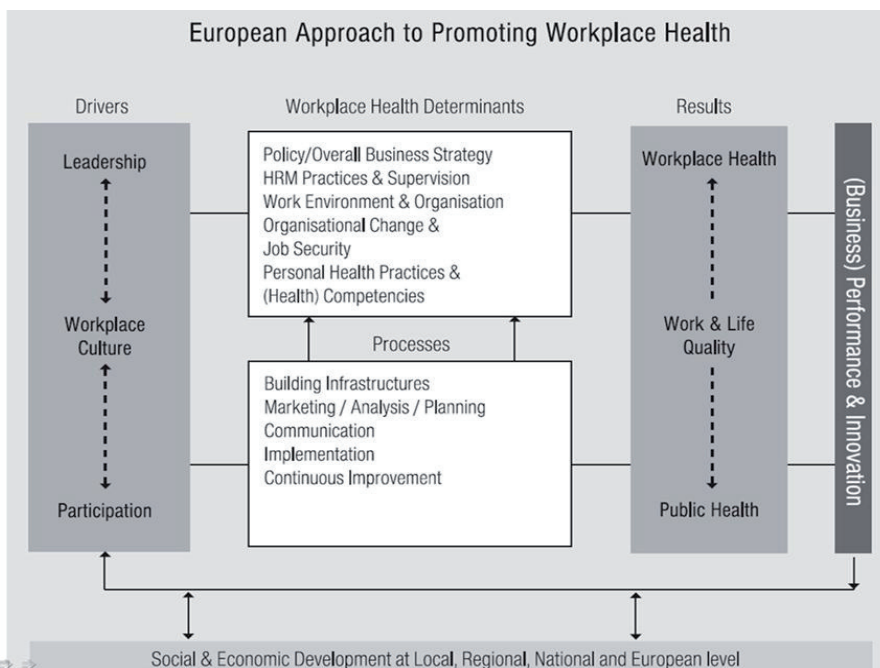 European Approach to Promoting Workplace Health
Drivers
Workplace Health Determinants
Results
Leadership
Workplace
Culture
Participation
Policy/Overall Business Strategy
HRM Practices & Supervision
Work Environment & Organisation
Organisational Change &
Job Security
Personal Health Practices &
(Health) Competencies
Processes
Building Infrastructures
Marketing / Analysis / Planning
Communication
Implementation
Continuous Improvement
Workplace Health
Work & Life
Quality
Public Health
(Business) Performance & Innovation
Social & Economic Development at Local, Regional, National and European level